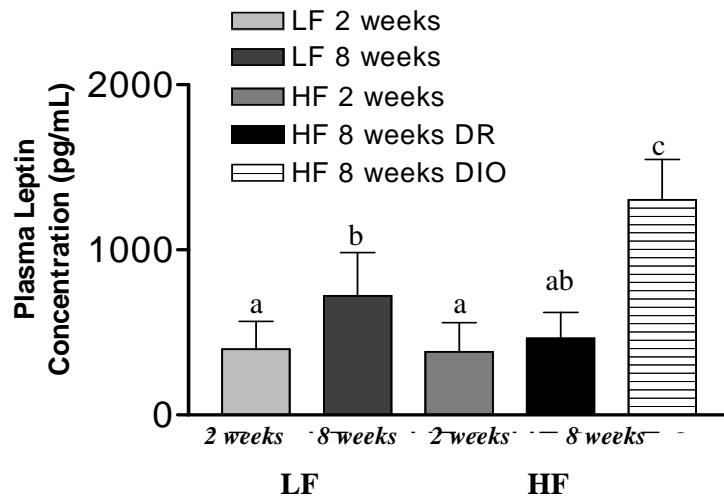 LF 2 weeks
LF 8 weeks
HF 2 weeks
HF 8 weeks DR
HF 8 weeks DIO
Plasma Leptin
Concentration (pg/mL)
2000
1000
0
a
b
a
ab
c
2 weeks 8 weeks 2 weeks 8 weeks
LF HF